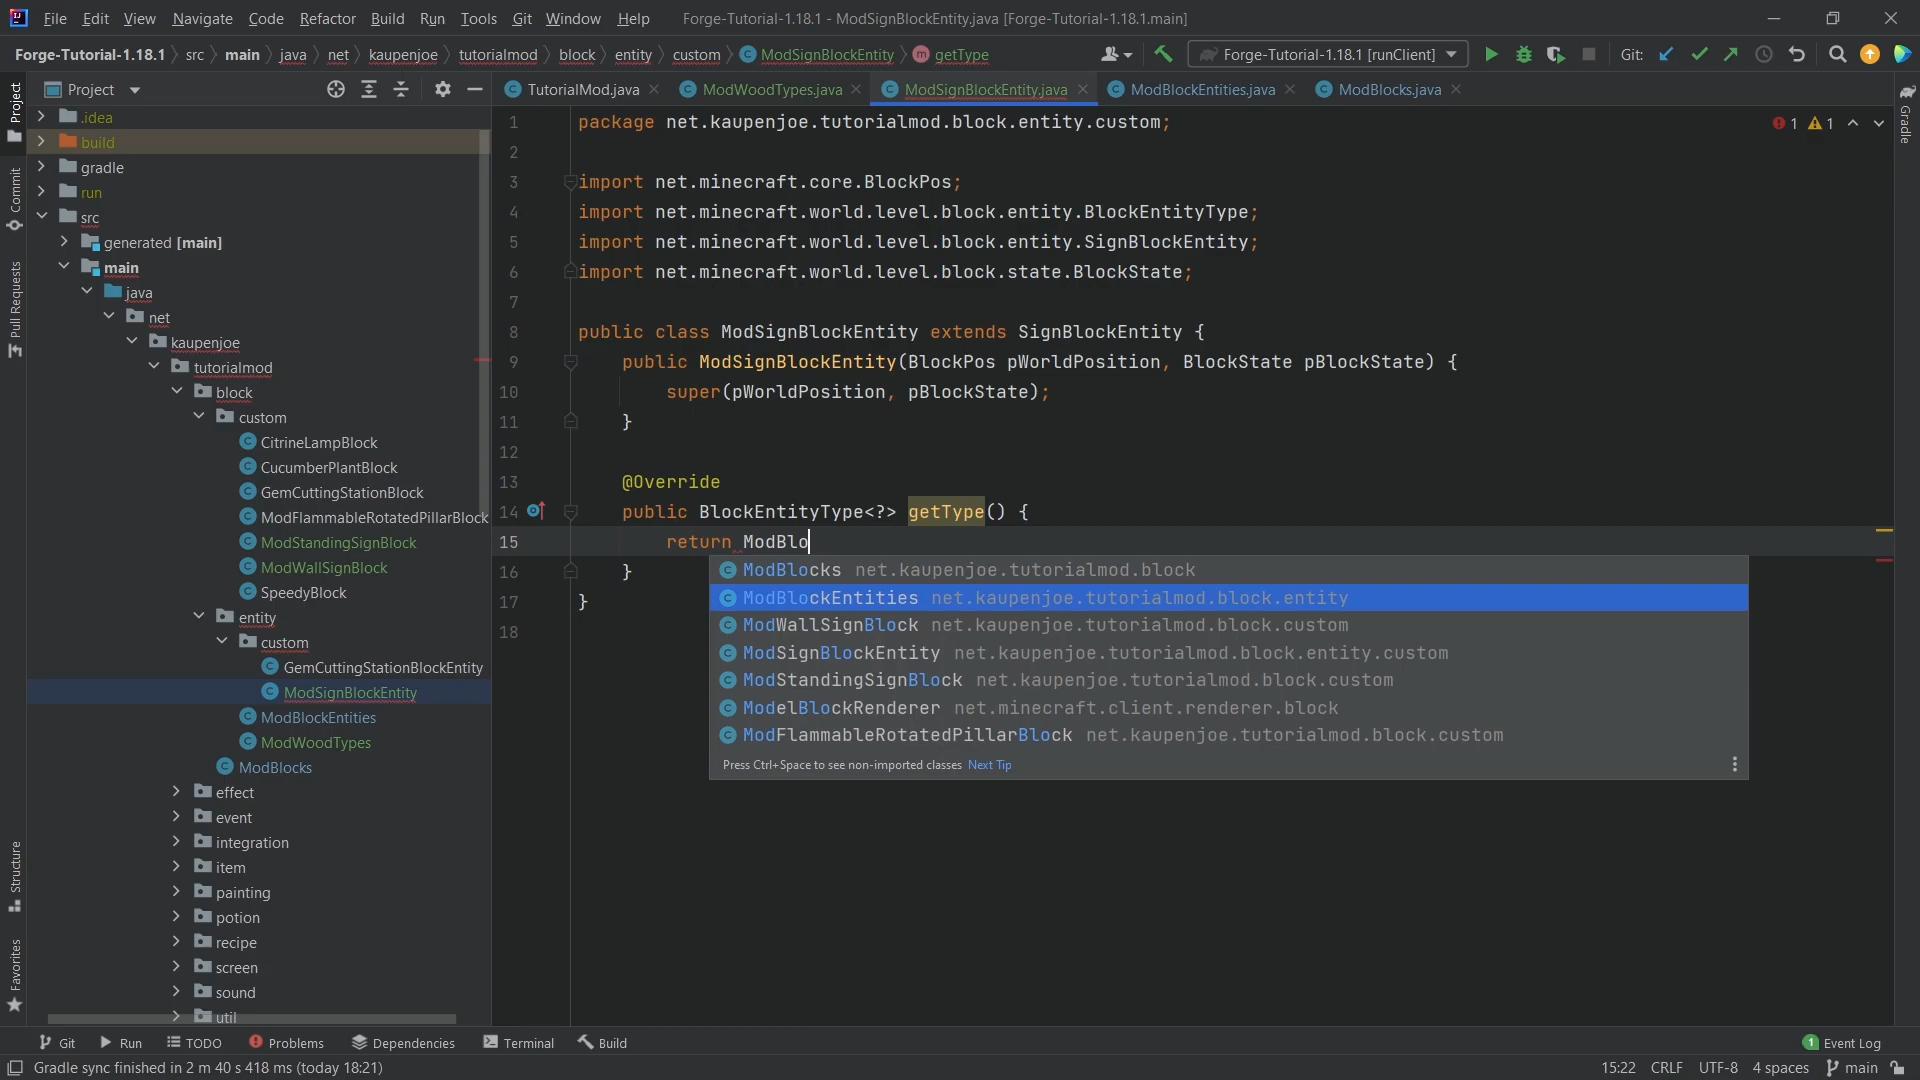 File Edit View Navigate Code Refactor Build Run Tools Git Window Help Forge-Tutorial-1.18.1 - ModSignBlockEntity.java [Forge-Tutorial-1.18.1.main]
Forge-Tutorial-1.18.1 src main java net kaupenjoe tutorialmod block entity custom ModSignBlockEntity getType Forge-Tutorial-1.18.1 [runClient] Git:
Project
TutorialMod.java ModWoodTypes.java ModSignBlockEntity.java ModBlockEntities.java ModBlocks.java
Project
Commit
Pull Requests
Structure
Favorites
Gradle
.idea
build
gradle
run
src
generated [main]
main
java
net
kaupenjoe
tutorialmod
block
custom
CitrineLampBlock
CucumberPlantBlock
GemCuttingStationBlock
ModFlammableRotatedPillarBlock
ModStandingSignBlock
ModWallSignBlock
SpeedyBlock
entity
custom
GemCuttingStationBlockEntity
ModSignBlockEntity
ModBlockEntities
ModWoodTypes
ModBlocks
effect
event
integration
item
painting
potion
recipe
screen
sound
util
1 package net.kaupenjoe.tutorialmod.block.entity.custom; 1 1
2
3 import net.minecraft.core.BlockPos;
4 import net.minecraft.world.level.block.entity.BlockEntityType;
5 import net.minecraft.world.level.block.entity.SignBlockEntity;
6 import net.minecraft.world.level.block.state.BlockState;
7
8 public class ModSignBlockEntity extends SignBlockEntity {
9 public ModSignBlockEntity(BlockPos pWorldPosition, BlockState pBlockState) {
10 super(pWorldPosition, pBlockState);
11 }
12
13 @Override
14 public BlockEntityType<?> getType() {
15 return ModBlo
16 }
17 }
18
ModBlocks net.kaupenjoe.tutorialmod.block
ModBlockEntities net.kaupenjoe.tutorialmod.block.entity
ModWallSignBlock net.kaupenjoe.tutorialmod.block.custom
ModSignBlockEntity net.kaupenjoe.tutorialmod.block.entity.custom
ModStandingSignBlock net.kaupenjoe.tutorialmod.block.custom
ModelBlockRenderer net.minecraft.client.renderer.block
ModFlammableRotatedPillarBlock net.kaupenjoe.tutorialmod.block.custom
Press Ctrl+Space to see non-imported classes Next Tip
Git Run TODO Problems Dependencies Terminal Build 1 Event Log
Gradle sync finished in 2 m 40 s 418 ms (today 18:21) 15:22 CRLF UTF-8 4 spaces main